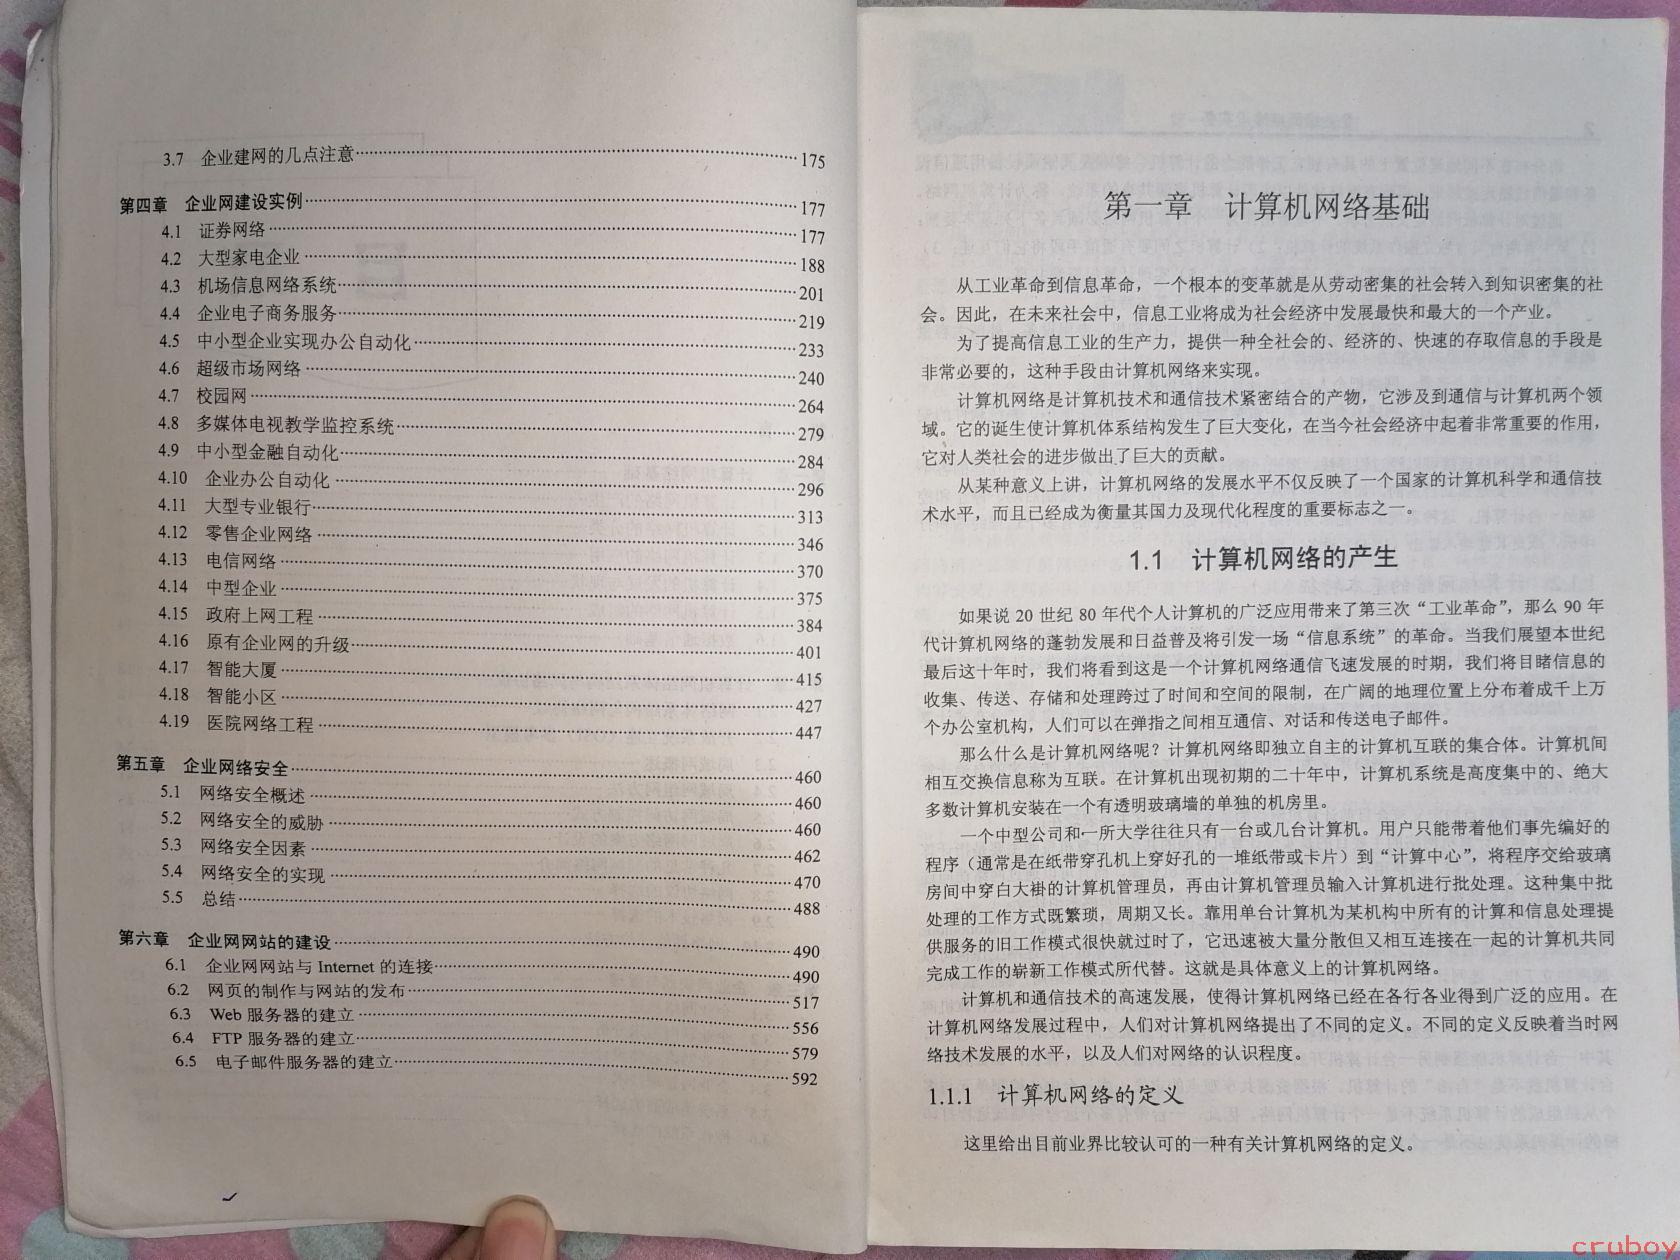 3.7 企业建网的几点注意 175
第四章 企业网建设实例 177
4.1 证券网络 177
4.2 大型家电企业 188
4.3 机场信息网络系统 201
4.4 企业电子商务服务 219
4.5 中小型企业实现办公自动化 233
4.6 超级市场网络 240
4.7 校园网 264
4.8 多媒体电视教学监控系统 279
4.9 中小型金融自动化 284
4.10 企业办公自动化 296
4.11 大型专业银行 313
4.12 零售企业网络 346
4.13 电信网络 370
4.14 中型企业 375
4.15 政府上网工程 384
4.16 原有企业网的升级 401
4.17 智能大厦 415
4.18 智能小区 427
4.19 医院网络工程 447
第五章 企业网络安全 460
5.1 网络安全概述 460
5.2 网络安全的威胁 460
5.3 网络安全因素 462
5.4 网络安全的实现 470
5.5 总结 488
第六章 企业网网站的建设 490
6.1 企业网网站与 Internet 的连接 490
6.2 网页的制作与网站的发布 517
6.3 Web 服务器的建立 556
6.4 FTP 服务器的建立 579
6.5 电子邮件服务器的建立 592
第一章 计算机网络基础
从工业革命到信息革命，一个根本的变革就是从劳动密集的社会转入到知识密集的社
会。因此，在未来社会中，信息工业将成为社会经济中发展最快和最大的一个产业。
为了提高信息工业的生产力，提供一种全社会的、经济的、快速的存取信息的手段是
非常必要的，这种手段由计算机网络来实现。
计算机网络是计算机技术和通信技术紧密结合的产物，它涉及到通信与计算机两个领
域。它的诞生使计算机体系结构发生了巨大变化，在当今社会经济中起着非常重要的作用，
它对人类社会的进步做出了巨大的贡献。
从某种意义上讲，计算机网络的发展水平不仅反映了一个国家的计算机科学和通信技
术水平，而且已经成为衡量其国力及现代化程度的重要标志之一。
1.1 计算机网络的产生
如果说 20 世纪 80 年代个人计算机的广泛应用带来了第三次“工业革命”，那么 90 年
代计算机网络的蓬勃发展和日益普及将引发一场“信息系统”的革命。当我们展望本世纪
最后这十年时，我们将看到这是一个计算机网络通信飞速发展的时期，我们将目睹信息的
收集、传送、存储和处理跨过了时间和空间的限制，在广阔的地理位置上分布着成千上万
个办公室机构，人们可以在弹指之间相互通信、对话和传送电子邮件。
那么什么是计算机网络呢？计算机网络即独立自主的计算机互联的集合体。计算机间
相互交换信息称为互联。在计算机出现初期的二十年中，计算机系统是高度集中的、绝大
多数计算机安装在一个有透明玻璃墙的单独的机房里。
一个中型公司和一所大学往往只有一台或几台计算机。用户只能带着他们事先编好的
程序（通常是在纸带穿孔机上穿好孔的一堆纸带或卡片）到“计算中心”，将程序交给玻璃
房间中穿白大褂的计算机管理员，再由计算机管理员输入计算机进行批处理。这种集中批
处理的工作方式既繁琐，周期又长。靠用单台计算机为某机构中所有的计算和信息处理提
供服务的旧工作模式很快就过时了，它迅速被大量分散但又相互连接在一起的计算机共同
完成工作的崭新工作模式所代替。这就是具体意义上的计算机网络。
计算机和通信技术的高速发展，使得计算机网络已经在各行各业得到广泛的应用。在
计算机网络发展过程中，人们对计算机网络提出了不同的定义。不同的定义反映着当时网
络技术发展的水平，以及人们对网络的认识程度。
1.1.1 计算机网络的定义
这里给出目前业界比较认可的一种有关计算机网络的定义。
cruboy